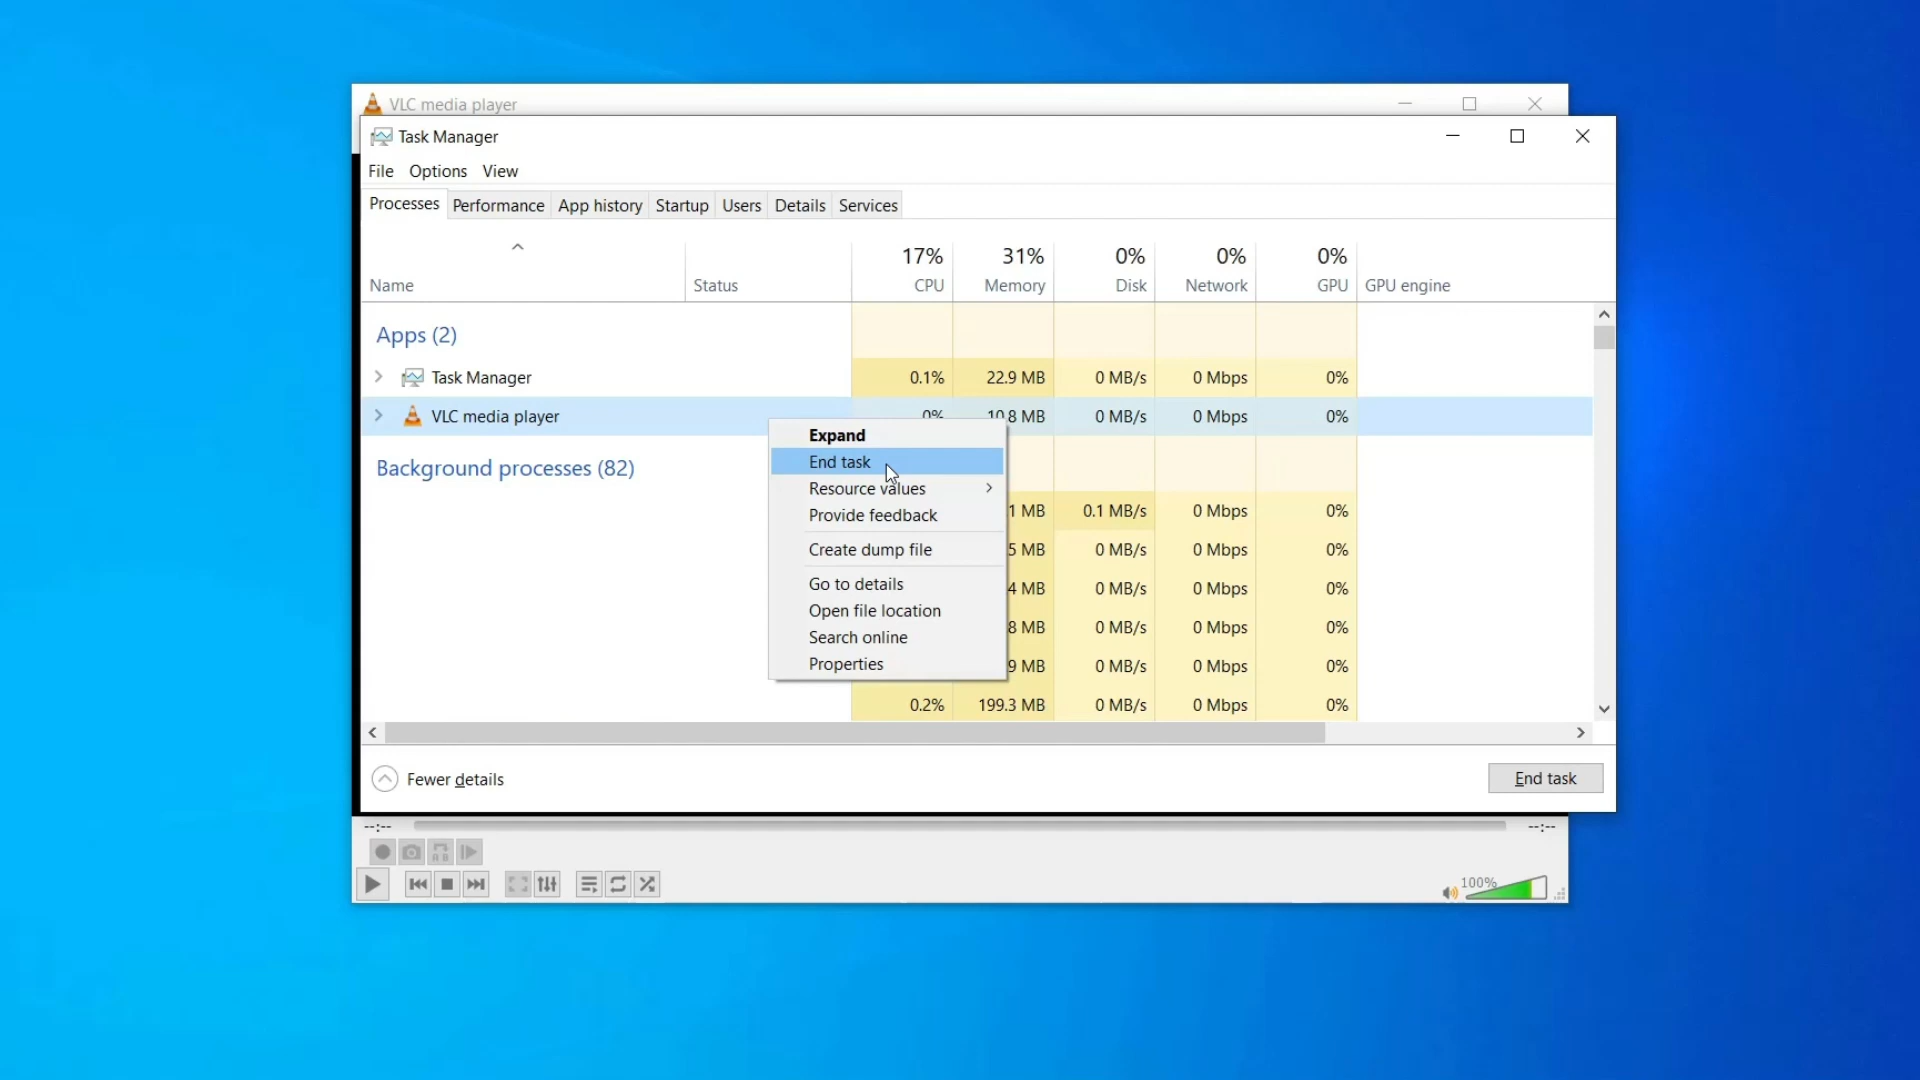 VLC media player
Task Manager
File Options View
Processes Performance App history Startup Users Details Services
17% 31% 0% 0% 0%
Name Status CPU Memory Disk Network GPU GPU engine
Apps (2)
Task Manager 0.1% 22.9 MB 0 MB/s 0 Mbps 0%
VLC media player 0% 10.8 MB 0 MB/s 0 Mbps 0%
Expand
End task
Background processes (82)
Resource values
Provide feedback
1 MB 0.1 MB/s 0 Mbps 0%
Create dump file
5 MB 0 MB/s 0 Mbps 0%
Go to details
4 MB 0 MB/s 0 Mbps 0%
Open file location
8 MB 0 MB/s 0 Mbps 0%
Search online
Properties
9 MB 0 MB/s 0 Mbps 0%
0.2% 199.3 MB 0 MB/s 0 Mbps 0%
Fewer details End task
--:-- --:--
100%